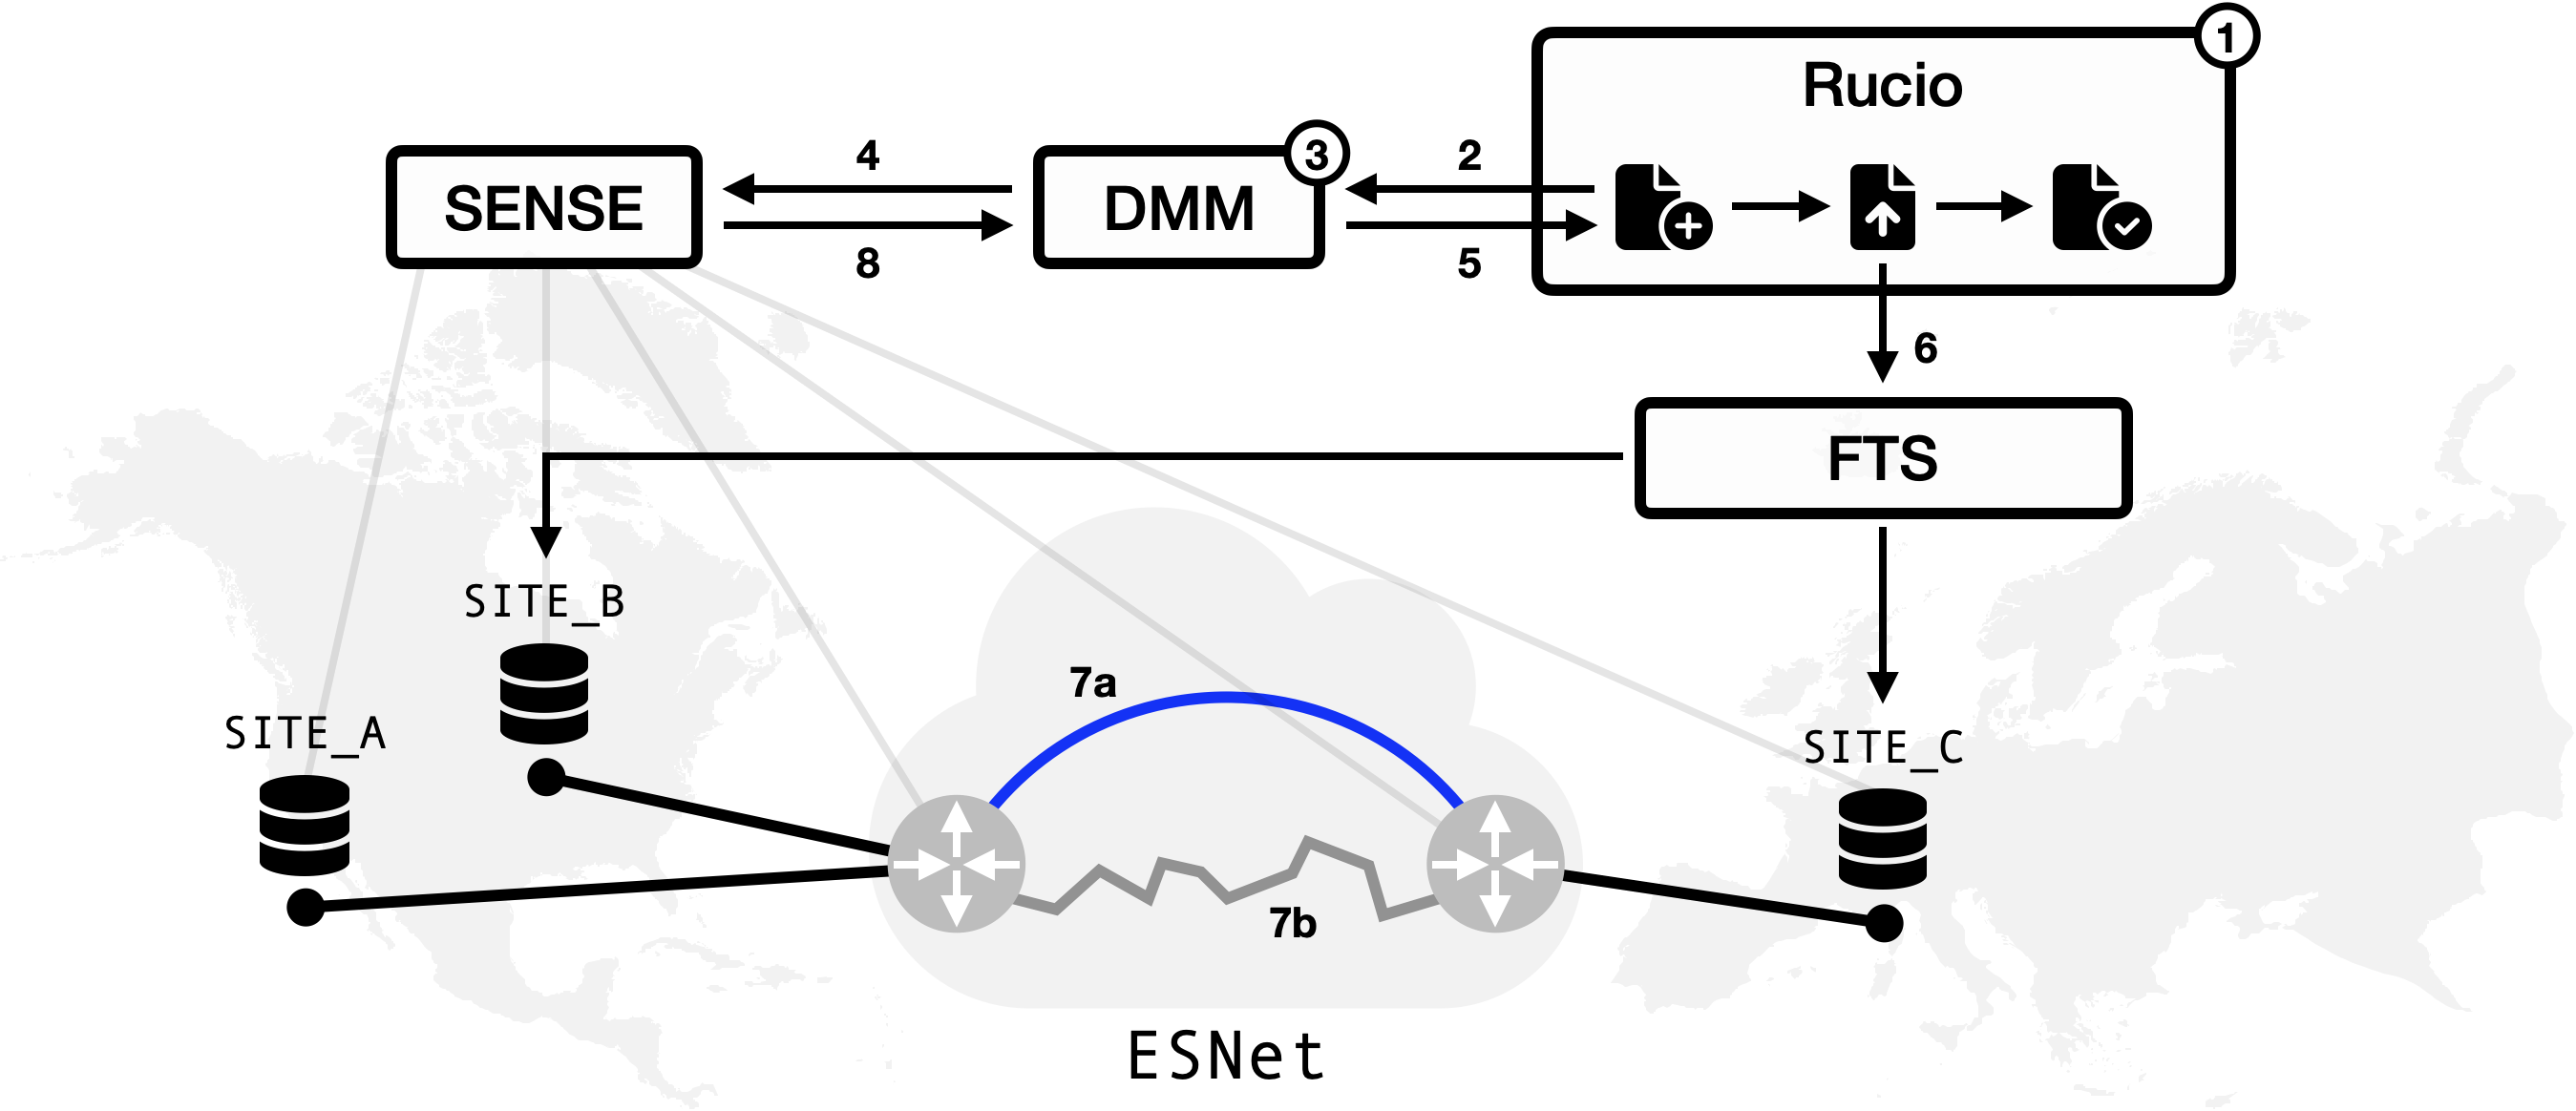 1
Rucio
3
4
2
SENSE
DMM
8
5
6
FTS
SITE_B
7a
SITE_A
SITE_C
7b
ESNet